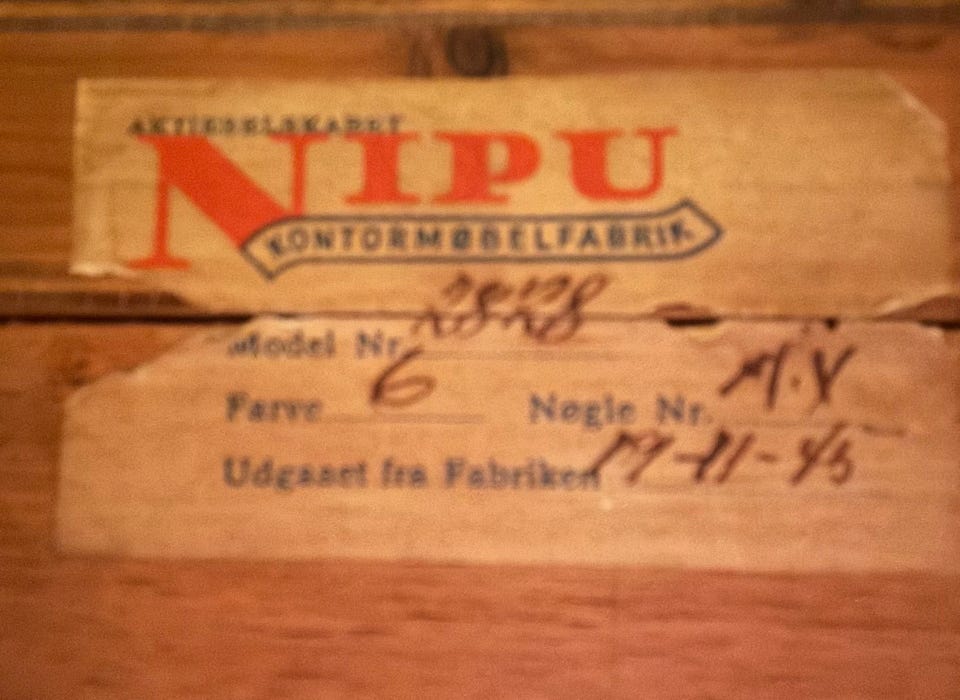 AKTIESELSKABET
NIPU
KONTORMØBELFABRIK
Model Nr.
Farve 6 Nøgle Nr.
Udgaaet fra Fabriken 19-11-45